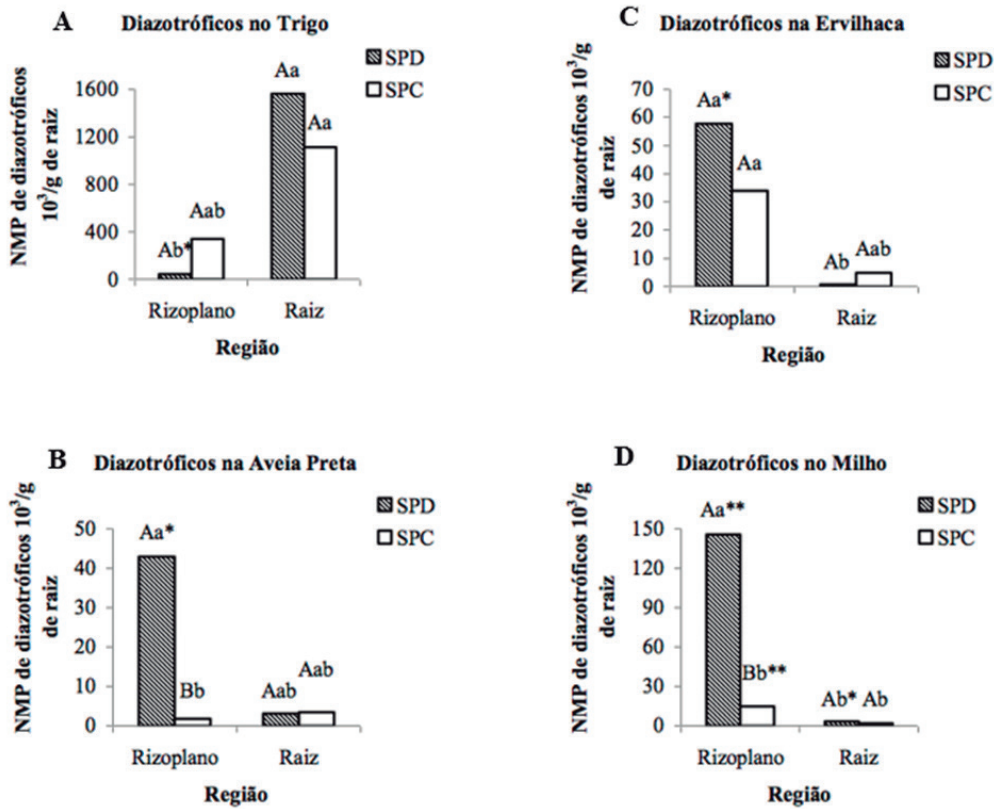 A
Diazotróficos no Trigo
SPD
SPC
NMP de diazotróficos
10³/g de raiz
1600
1200
800
400
0
Ab*
Aab
Aa
Aa
Rizoplano
Raiz
Região
C
Diazotróficos na Ervilhaca
SPD
SPC
NMP de diazotróficos 10³/g
de raiz
70
60
50
40
30
20
10
0
Aa*
Aa
Ab
Aab
Rizoplano
Raiz
Região
B
Diazotróficos na Aveia Preta
SPD
SPC
NMP de diazotróficos 10³/g
de raiz
50
40
30
20
10
0
Aa*
Bb
Aab
Aab
Rizoplano
Raiz
Região
D
Diazotróficos no Milho
SPD
SPC
NMP de diazotróficos 10³/g
de raiz
150
120
90
60
30
0
Aa**
Bb**
Ab*
Ab
Rizoplano
Raiz
Região